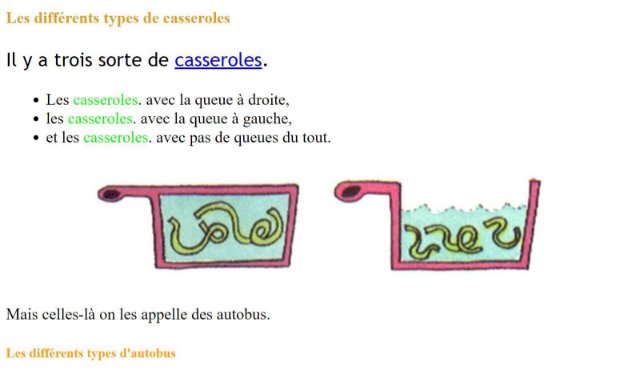 Les différents types de casseroles
Il y a trois sorte de casseroles.
Les casseroles. avec la queue à droite,
les casseroles. avec la queue à gauche,
et les casseroles. avec pas de queues du tout.
Mais celles-là on les appelle des autobus.
Les différents types d'autobus